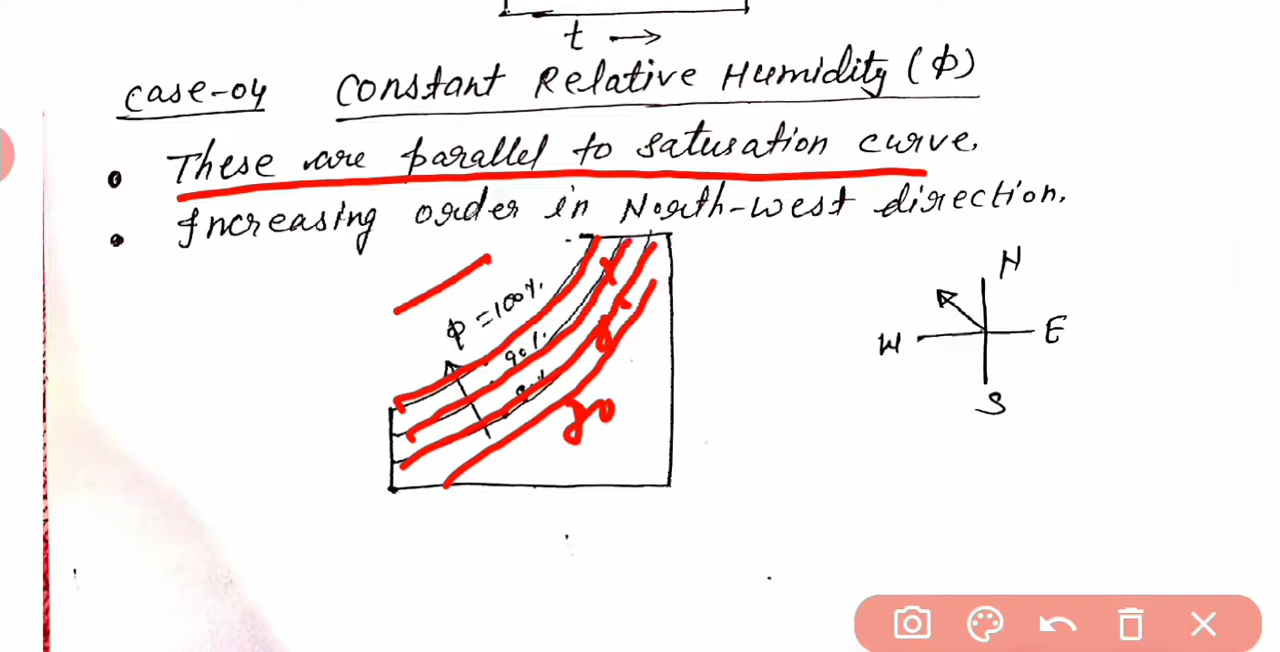 t →
Case-04 Constant Relative Humidity (φ)
• These are parallel to saturation curve.
• Increasing order in North-west direction.
φ = 100%
90%
80%
70
N
W E
S